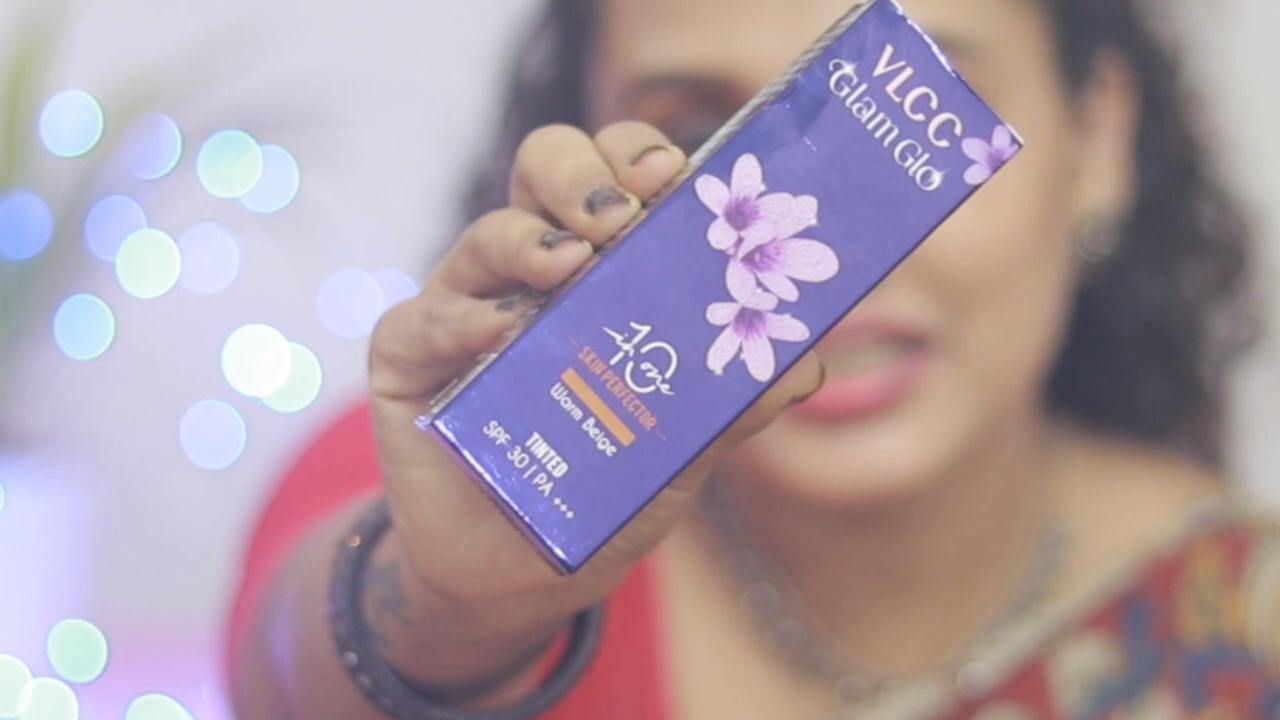 VLCC
Glam Glo
10
in one
SKIN PERFECTOR
Warm Beige
TINTED
SPF 30 | PA +++